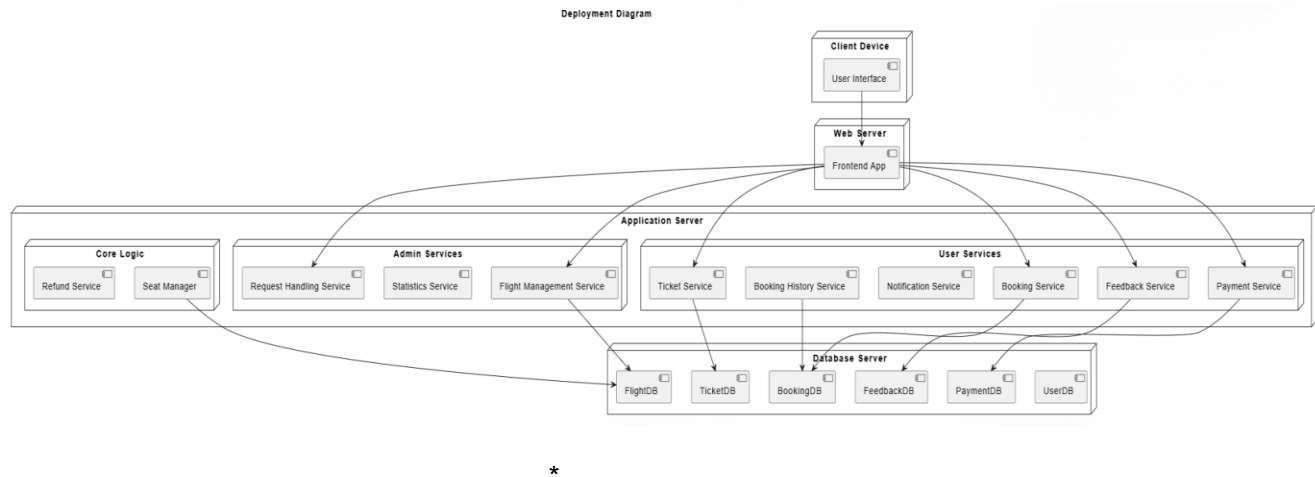 Deployment Diagram
Client Device
User Interface
Web Server
Frontend App
Application Server
Core Logic
Admin Services
User Services
Refund Service
Seat Manager
Request Handling Service
Statistics Service
Flight Management Service
Ticket Service
Booking History Service
Notification Service
Booking Service
Feedback Service
Payment Service
Database Server
FlightDB
TicketDB
BookingDB
FeedbackDB
PaymentDB
UserDB
*